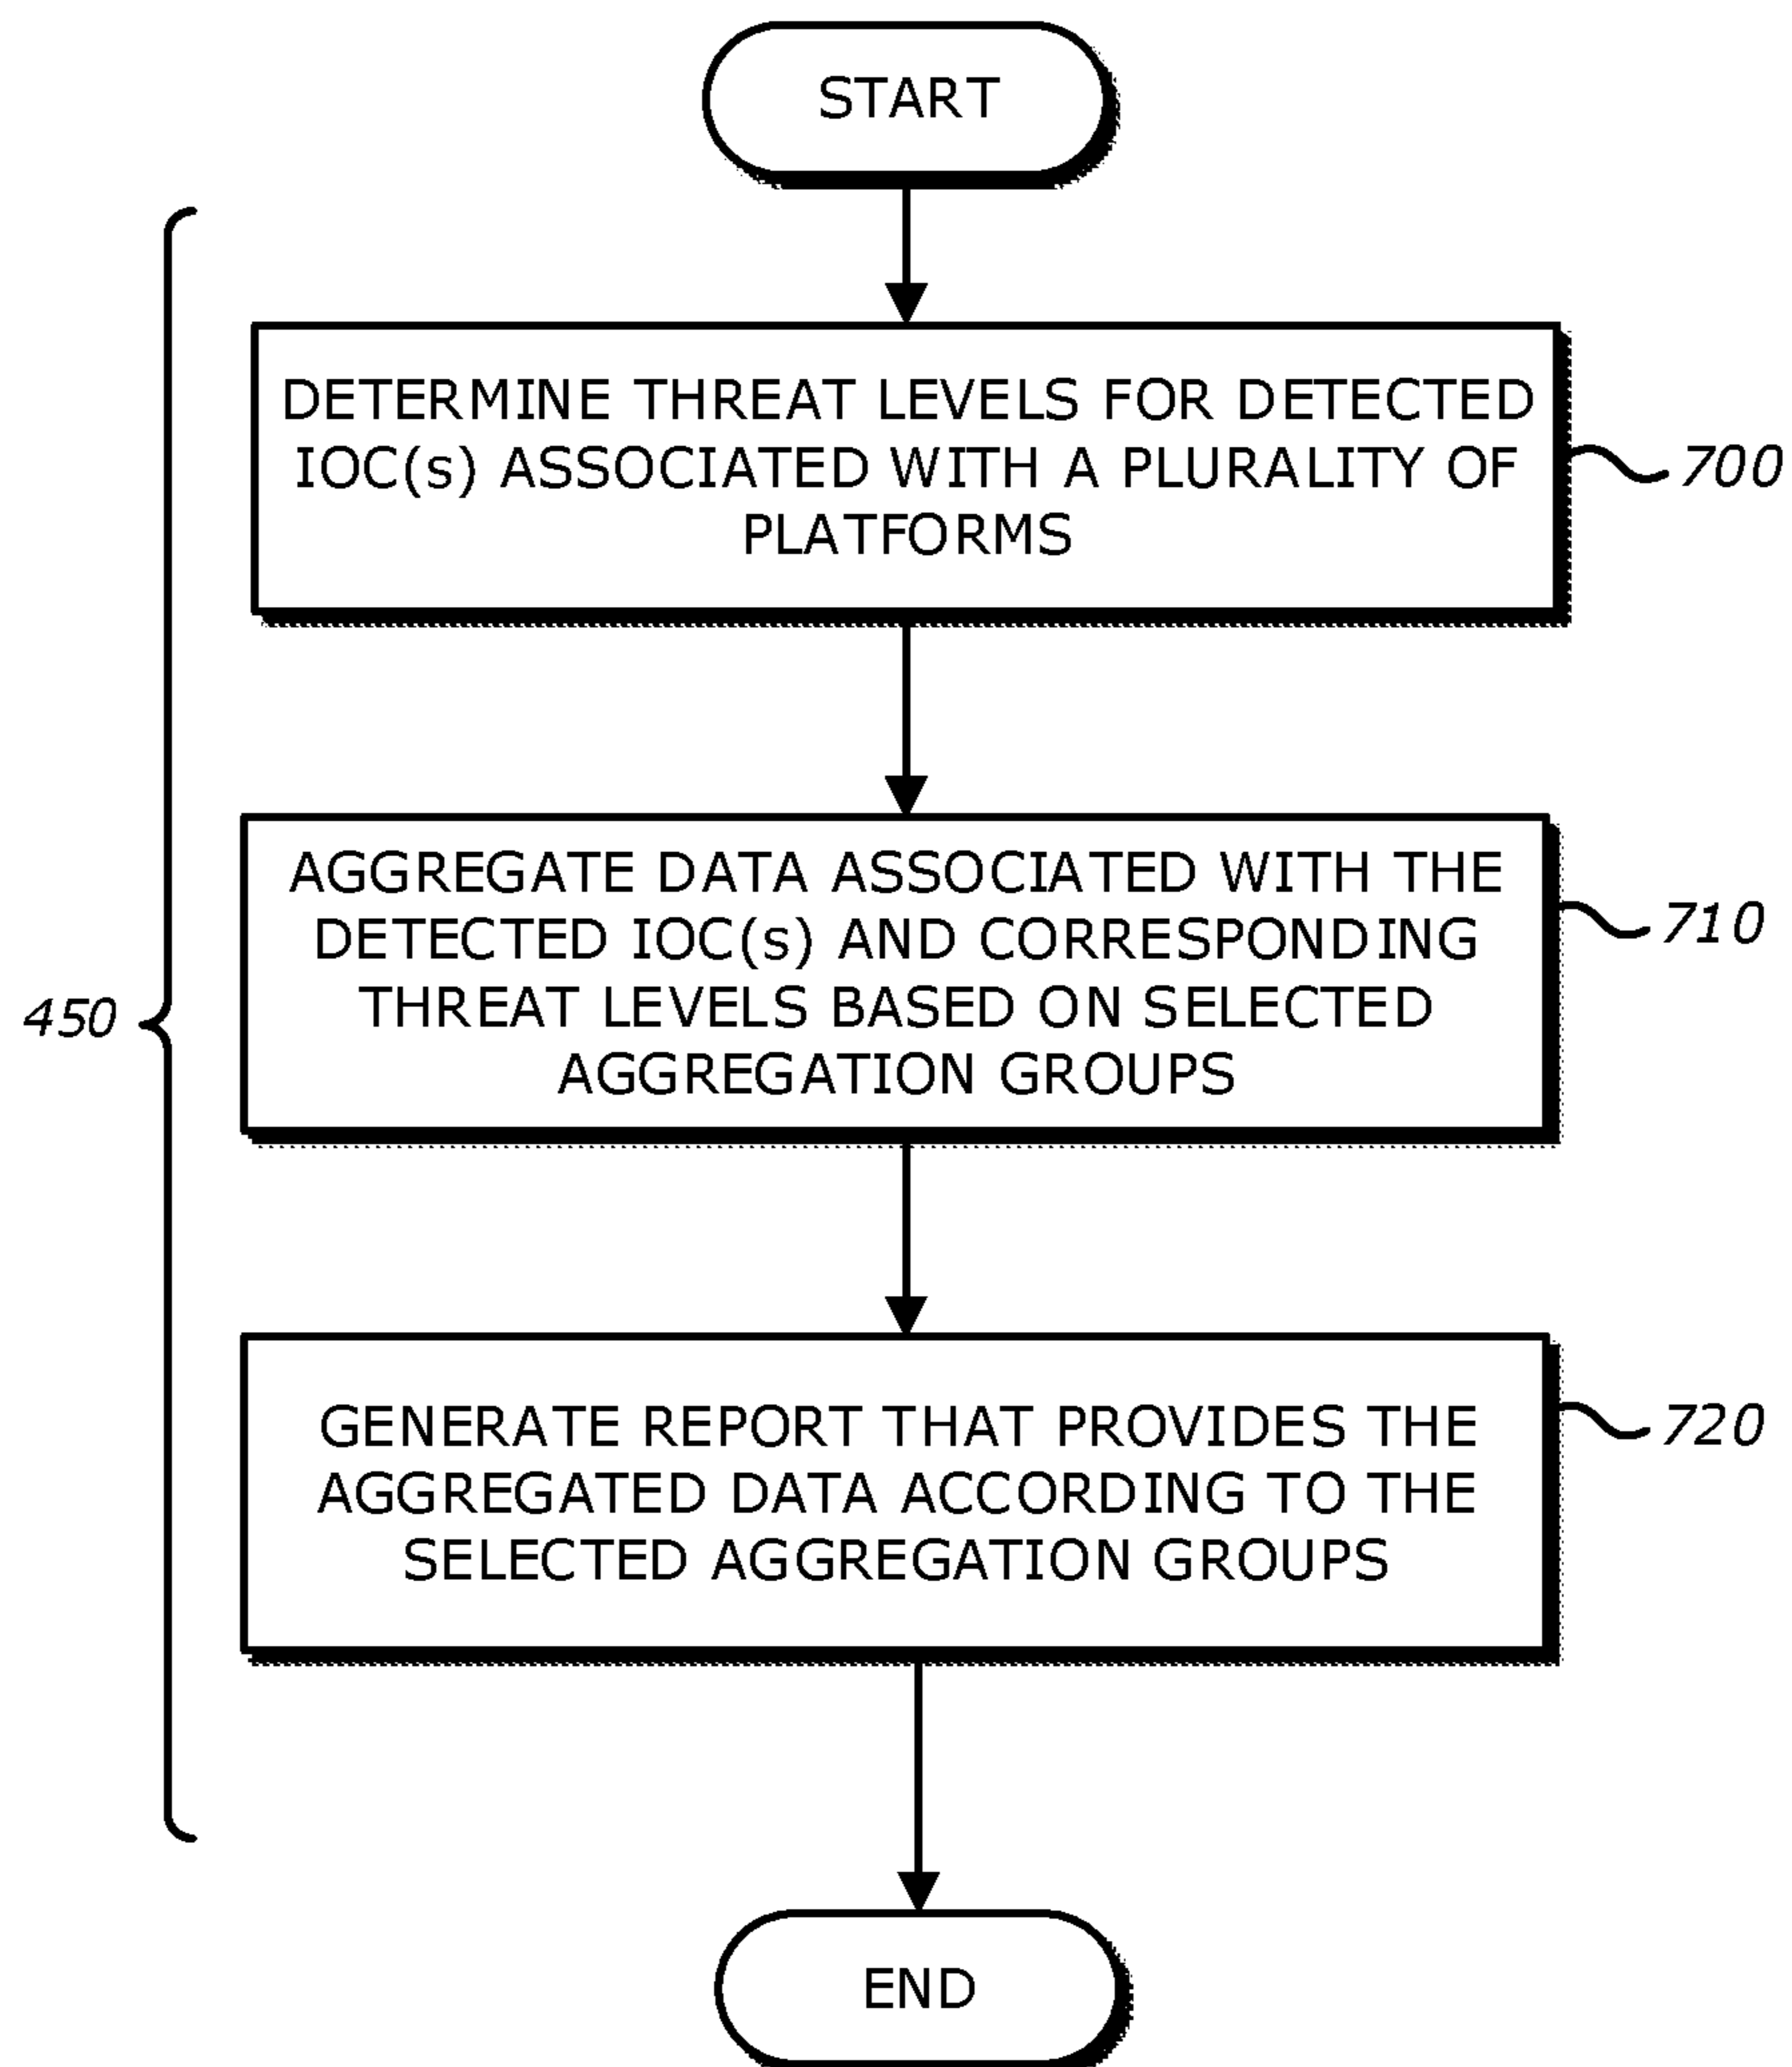 START
DETERMINE THREAT LEVELS FOR DETECTED
IOC(s) ASSOCIATED WITH A PLURALITY OF
PLATFORMS
700
AGGREGATE DATA ASSOCIATED WITH THE
DETECTED IOC(s) AND CORRESPONDING
THREAT LEVELS BASED ON SELECTED
AGGREGATION GROUPS
710
450
GENERATE REPORT THAT PROVIDES THE
AGGREGATED DATA ACCORDING TO THE
SELECTED AGGREGATION GROUPS
720
END